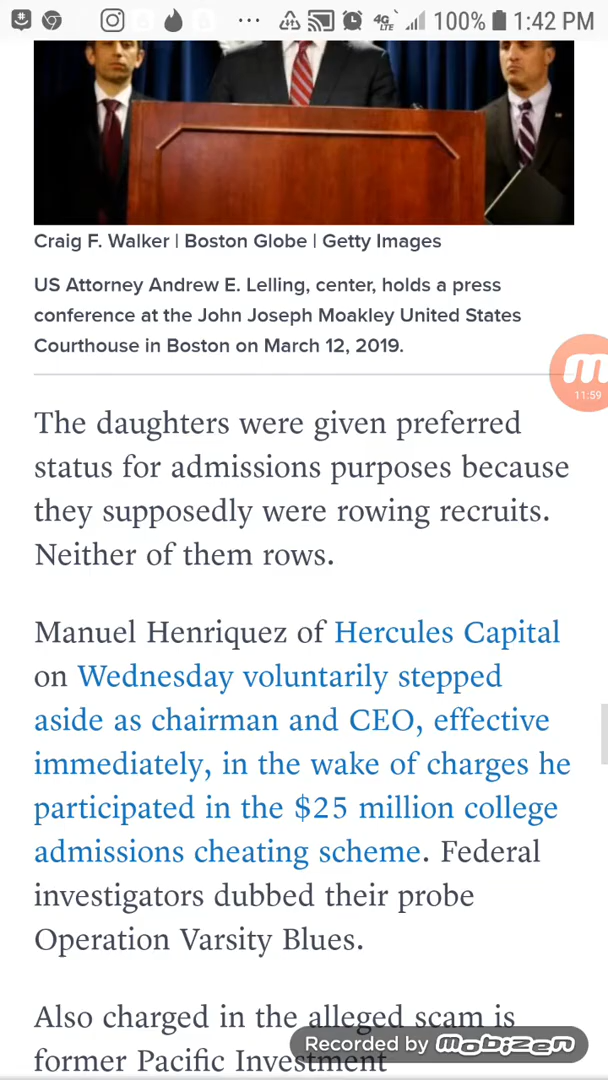 100% 1:42 PM
Craig F. Walker | Boston Globe | Getty Images
US Attorney Andrew E. Lelling, center, holds a press
conference at the John Joseph Moakley United States
Courthouse in Boston on March 12, 2019.
11:59
The daughters were given preferred
status for admissions purposes because
they supposedly were rowing recruits.
Neither of them rows.
Manuel Henriquez of Hercules Capital
on Wednesday voluntarily stepped
aside as chairman and CEO, effective
immediately, in the wake of charges he
participated in the $25 million college
admissions cheating scheme. Federal
investigators dubbed their probe
Operation Varsity Blues.
Also charged in the alleged scam is
former Pacific Investment
Recorded by mobizen